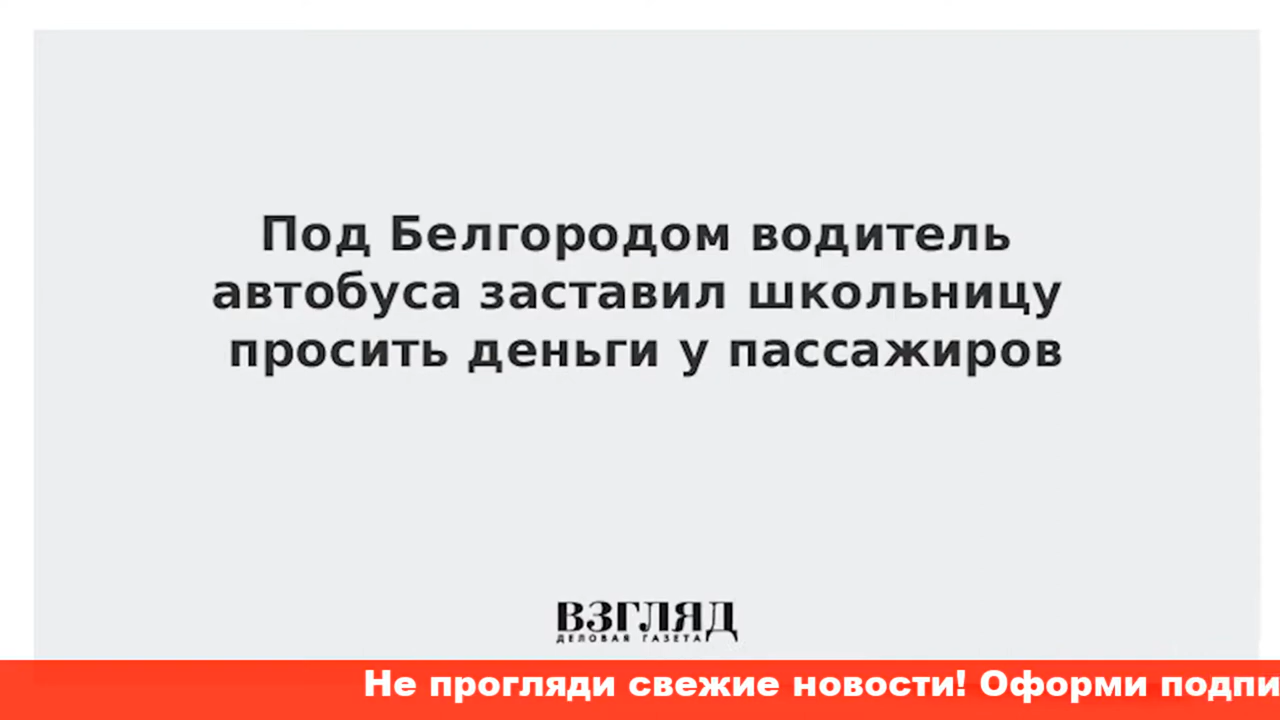 Под Белгородом водитель
автобуса заставил школьницу
просить деньги у пассажиров
ВЗГЛЯД
ДЕЛОВАЯ ГАЗЕТА
Не прогляди свежие новости! Оформи подпи